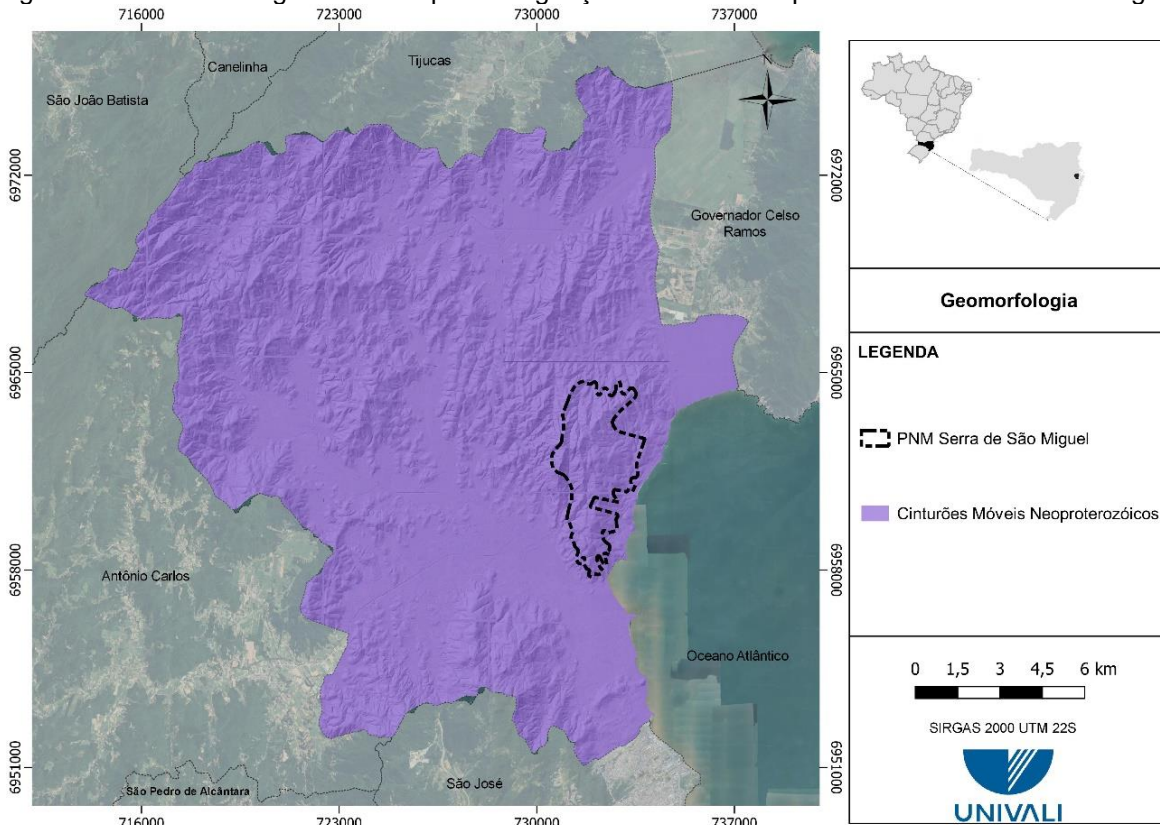 716000
723000
730000
737000
Canelinha
Tijucas
São João Batista
N
6972000
6972000
Governador Celso
Ramos
6965000
6965000
Antônio Carlos
6958000
6958000
Oceano Atlântico
6951000
6951000
São José
São Pedro de Alcântara
716000
723000
730000
737000
Geomorfologia
LEGENDA
PNM Serra de São Miguel
Cinturões Móveis Neoproterozóicos
0 1,5 3 4,5 6 km
SIRGAS 2000 UTM 22S
UNIVALI